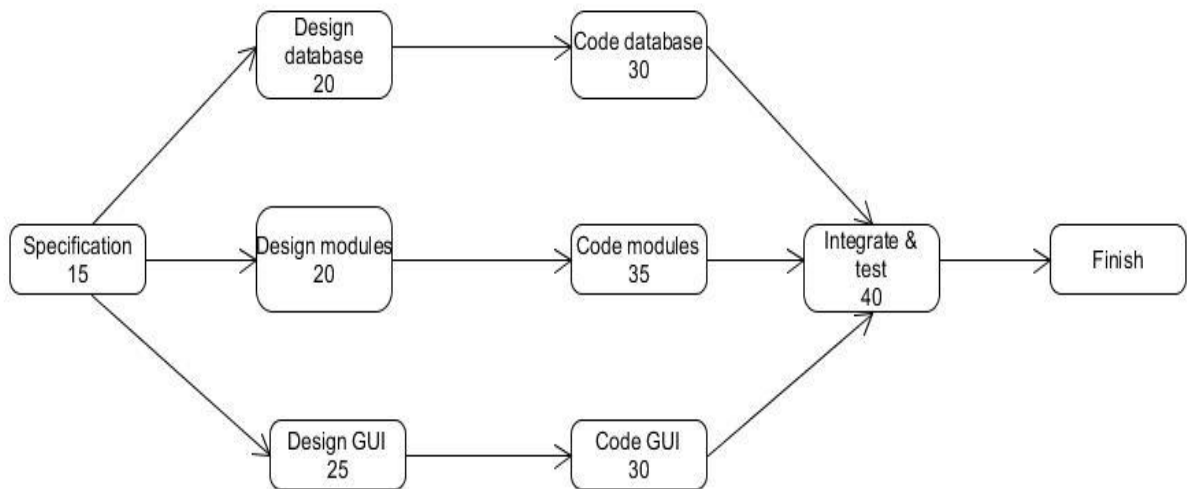 Design
database
20
Code database
30
Specification
15
Design modules
20
Code modules
35
Integrate &
test
40
Finish
Design GUI
25
Code GUI
30